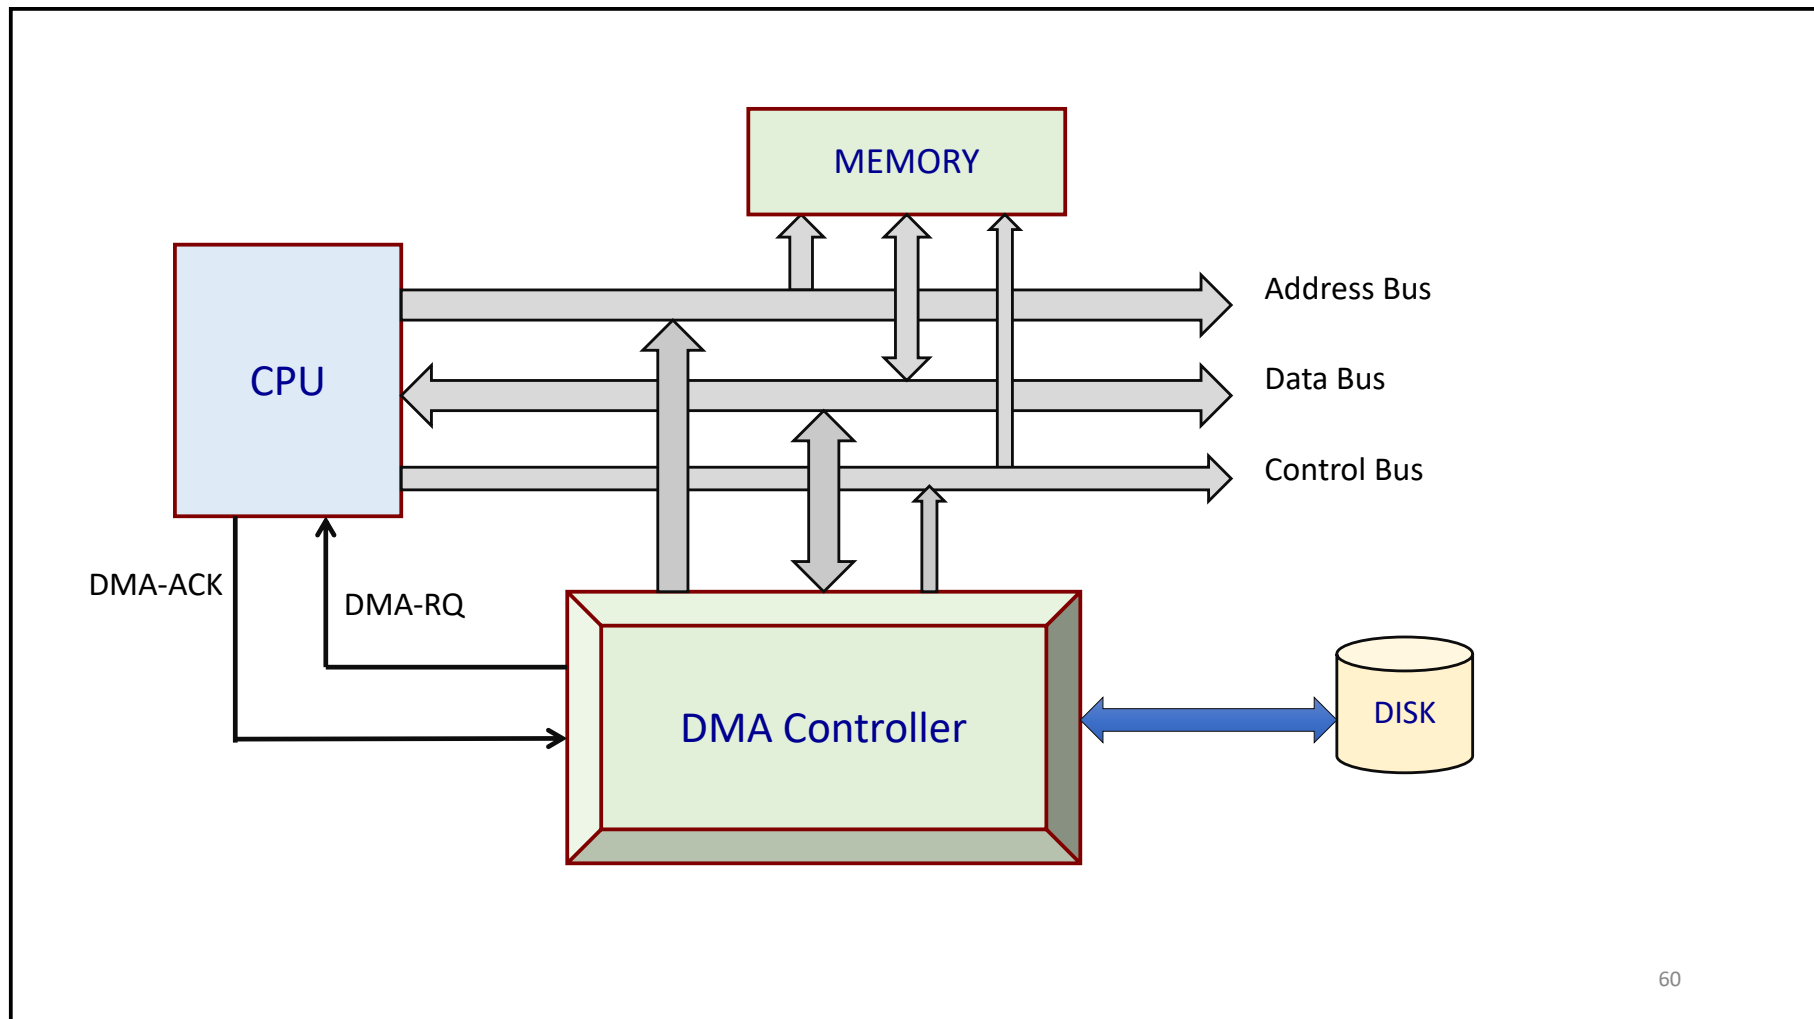 MEMORY
Address Bus
CPU
Data Bus
Control Bus
DMA-ACK
DMA-RQ
DMA Controller
DISK
60